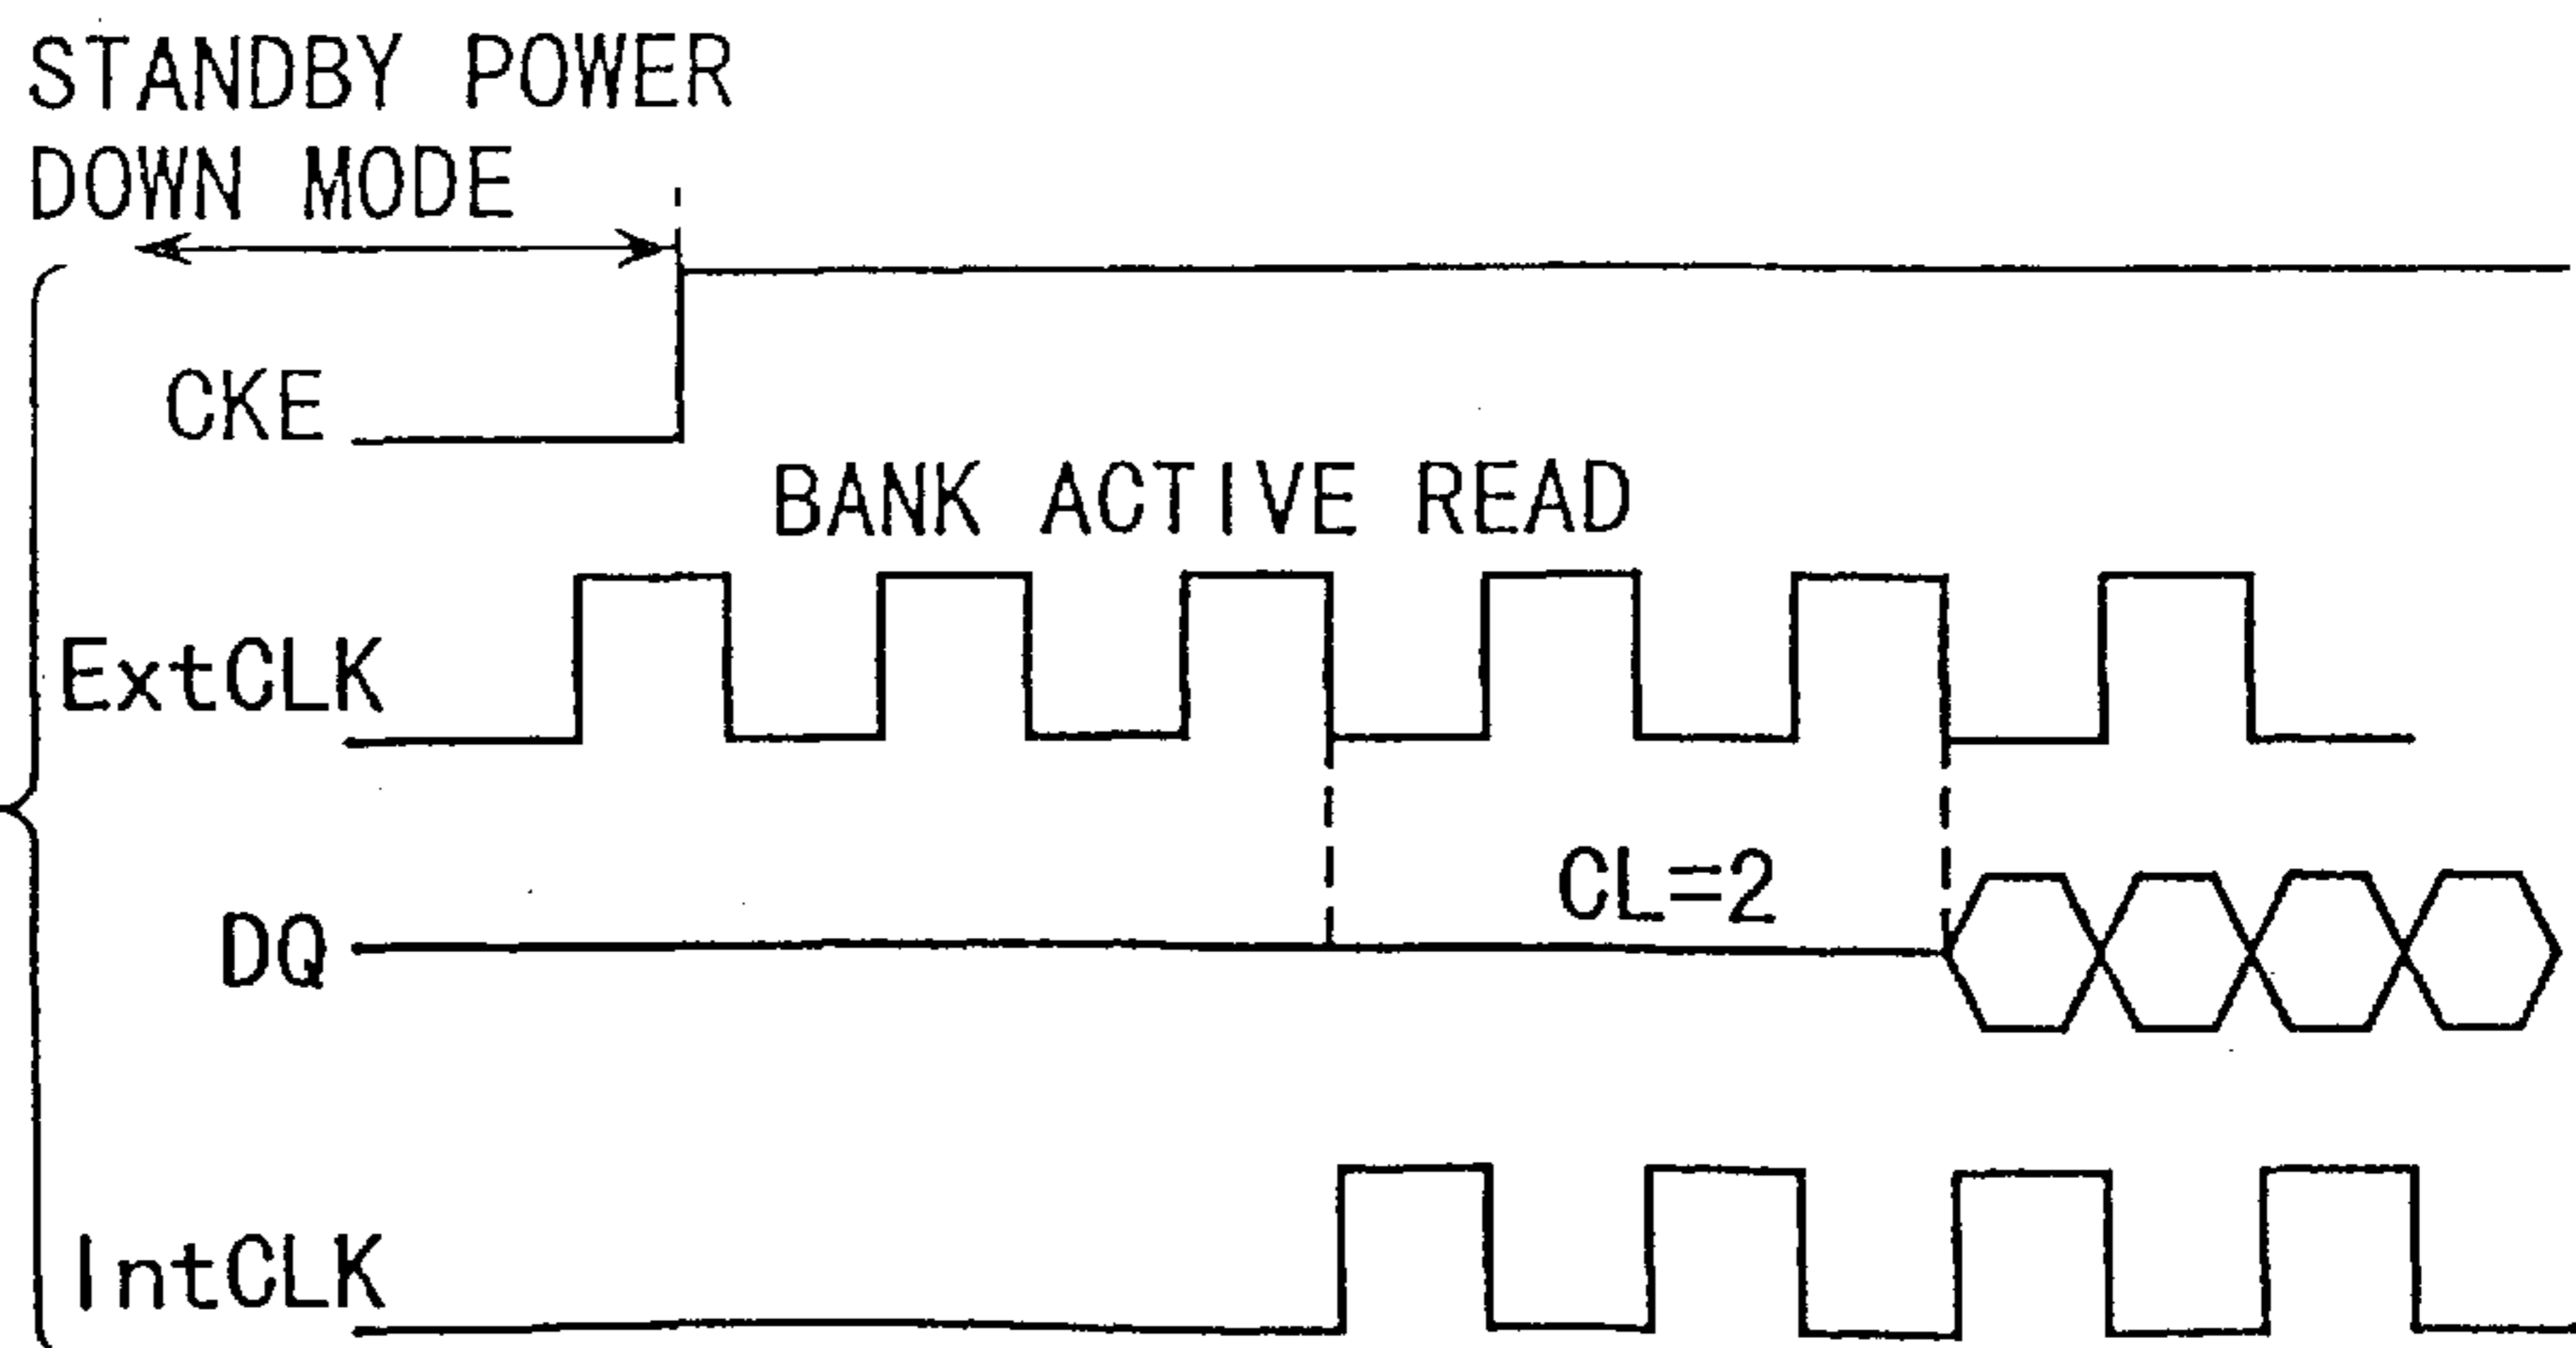 STANDBY POWER
DOWN MODE
CKE
BANK ACTIVE READ
ExtCLK
CL=2
DQ
IntCLK